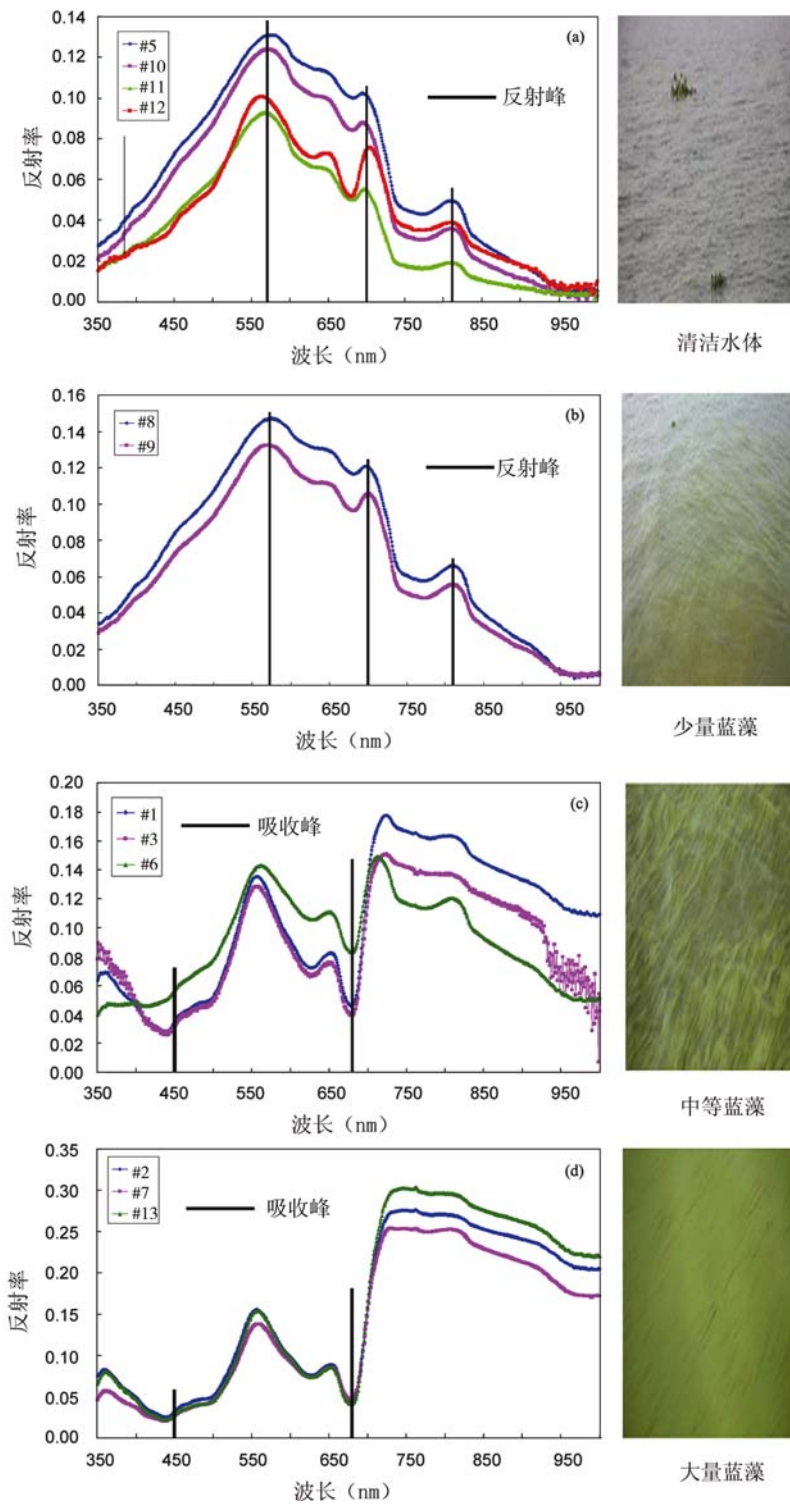 0.14
0.12
0.10
0.08
0.06
0.04
0.02
0.00
反射率
#5
#10
#11
#12
(a)
反射峰
350 450 550 650 750 850 950
波长（nm）
清洁水体
0.16
0.14
0.12
0.10
0.08
0.06
0.04
0.02
0.00
反射率
#8
#9
(b)
反射峰
350 450 550 650 750 850 950
波长（nm）
少量蓝藻
0.20
0.18
0.16
0.14
0.12
0.10
0.08
0.06
0.04
0.02
0.00
反射率
#1
#3
#6
吸收峰
(c)
350 450 550 650 750 850 950
波长（nm）
中等蓝藻
0.35
0.30
0.25
0.20
0.15
0.10
0.05
0.00
反射率
#2
#7
#13
吸收峰
(d)
350 450 550 650 750 850 950
波长（nm）
大量蓝藻